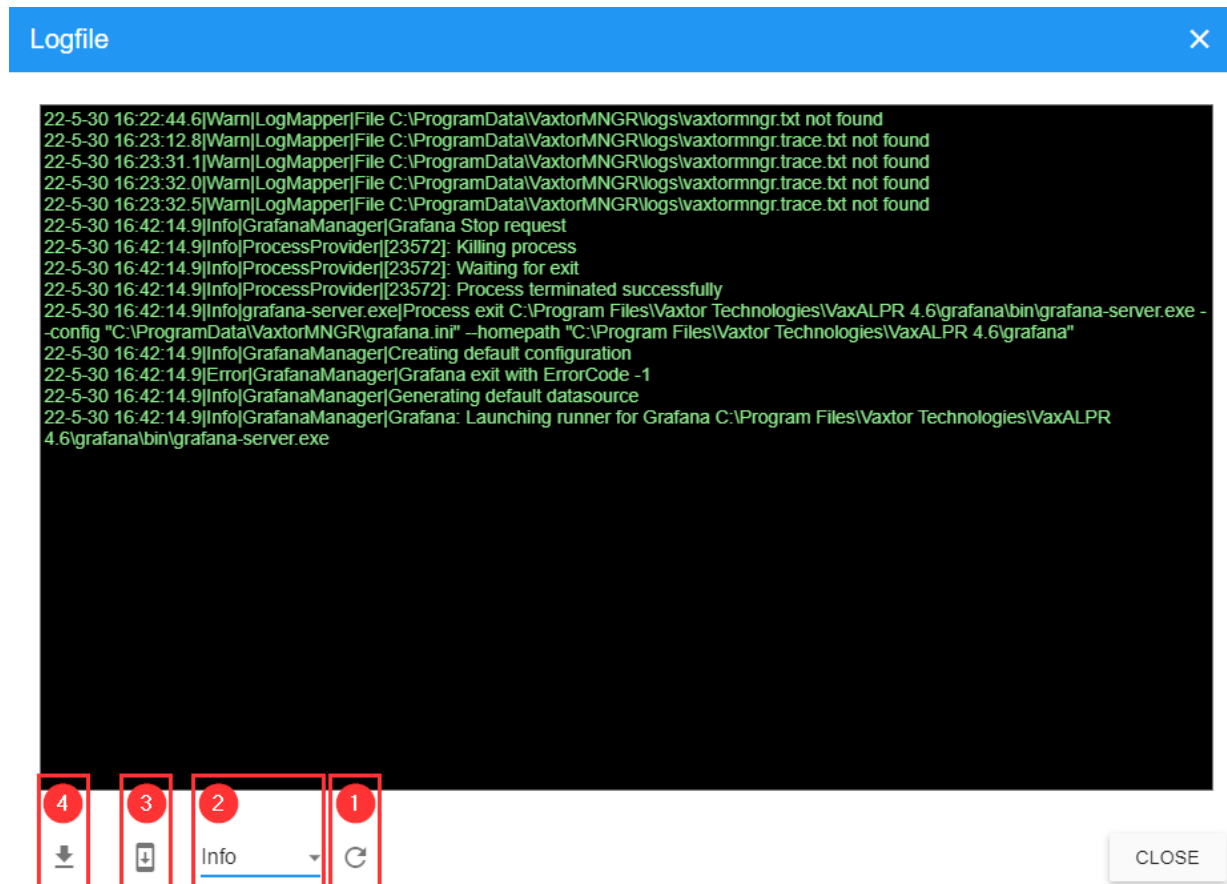 Logfile
22-5-30 16:22:44.6|Warn|LogMapper|File C:\ProgramData\VaxtorMNGR\logs\vaxtormngr.txt not found
22-5-30 16:23:12.8|Warn|LogMapper|File C:\ProgramData\VaxtorMNGR\logs\vaxtormngr.trace.txt not found
22-5-30 16:23:31.1|Warn|LogMapper|File C:\ProgramData\VaxtorMNGR\logs\vaxtormngr.trace.txt not found
22-5-30 16:23:32.0|Warn|LogMapper|File C:\ProgramData\VaxtorMNGR\logs\vaxtormngr.trace.txt not found
22-5-30 16:23:32.5|Warn|LogMapper|File C:\ProgramData\VaxtorMNGR\logs\vaxtormngr.trace.txt not found
22-5-30 16:42:14.9|Info|GrafanaManager|Grafana Stop request
22-5-30 16:42:14.9|Info|ProcessProvider|[23572]: Killing process
22-5-30 16:42:14.9|Info|ProcessProvider|[23572]: Waiting for exit
22-5-30 16:42:14.9|Info|ProcessProvider|[23572]: Process terminated successfully
22-5-30 16:42:14.9|Info|grafana-server.exe|Process exit C:\Program Files\Vaxtor Technologies\VaxALPR 4.6\grafana\bin\grafana-server.exe -
-config "C:\ProgramData\VaxtorMNGR\grafana.ini" --homepath "C:\Program Files\Vaxtor Technologies\VaxALPR 4.6\grafana"
22-5-30 16:42:14.9|Info|GrafanaManager|Creating default configuration
22-5-30 16:42:14.9|Error|GrafanaManager|Grafana exit with ErrorCode -1
22-5-30 16:42:14.9|Info|GrafanaManager|Generating default datasource
22-5-30 16:42:14.9|Info|GrafanaManager|Grafana: Launching runner for Grafana C:\Program Files\Vaxtor Technologies\VaxALPR
4.6\grafana\bin\grafana-server.exe
4 3 2 1
Info
CLOSE